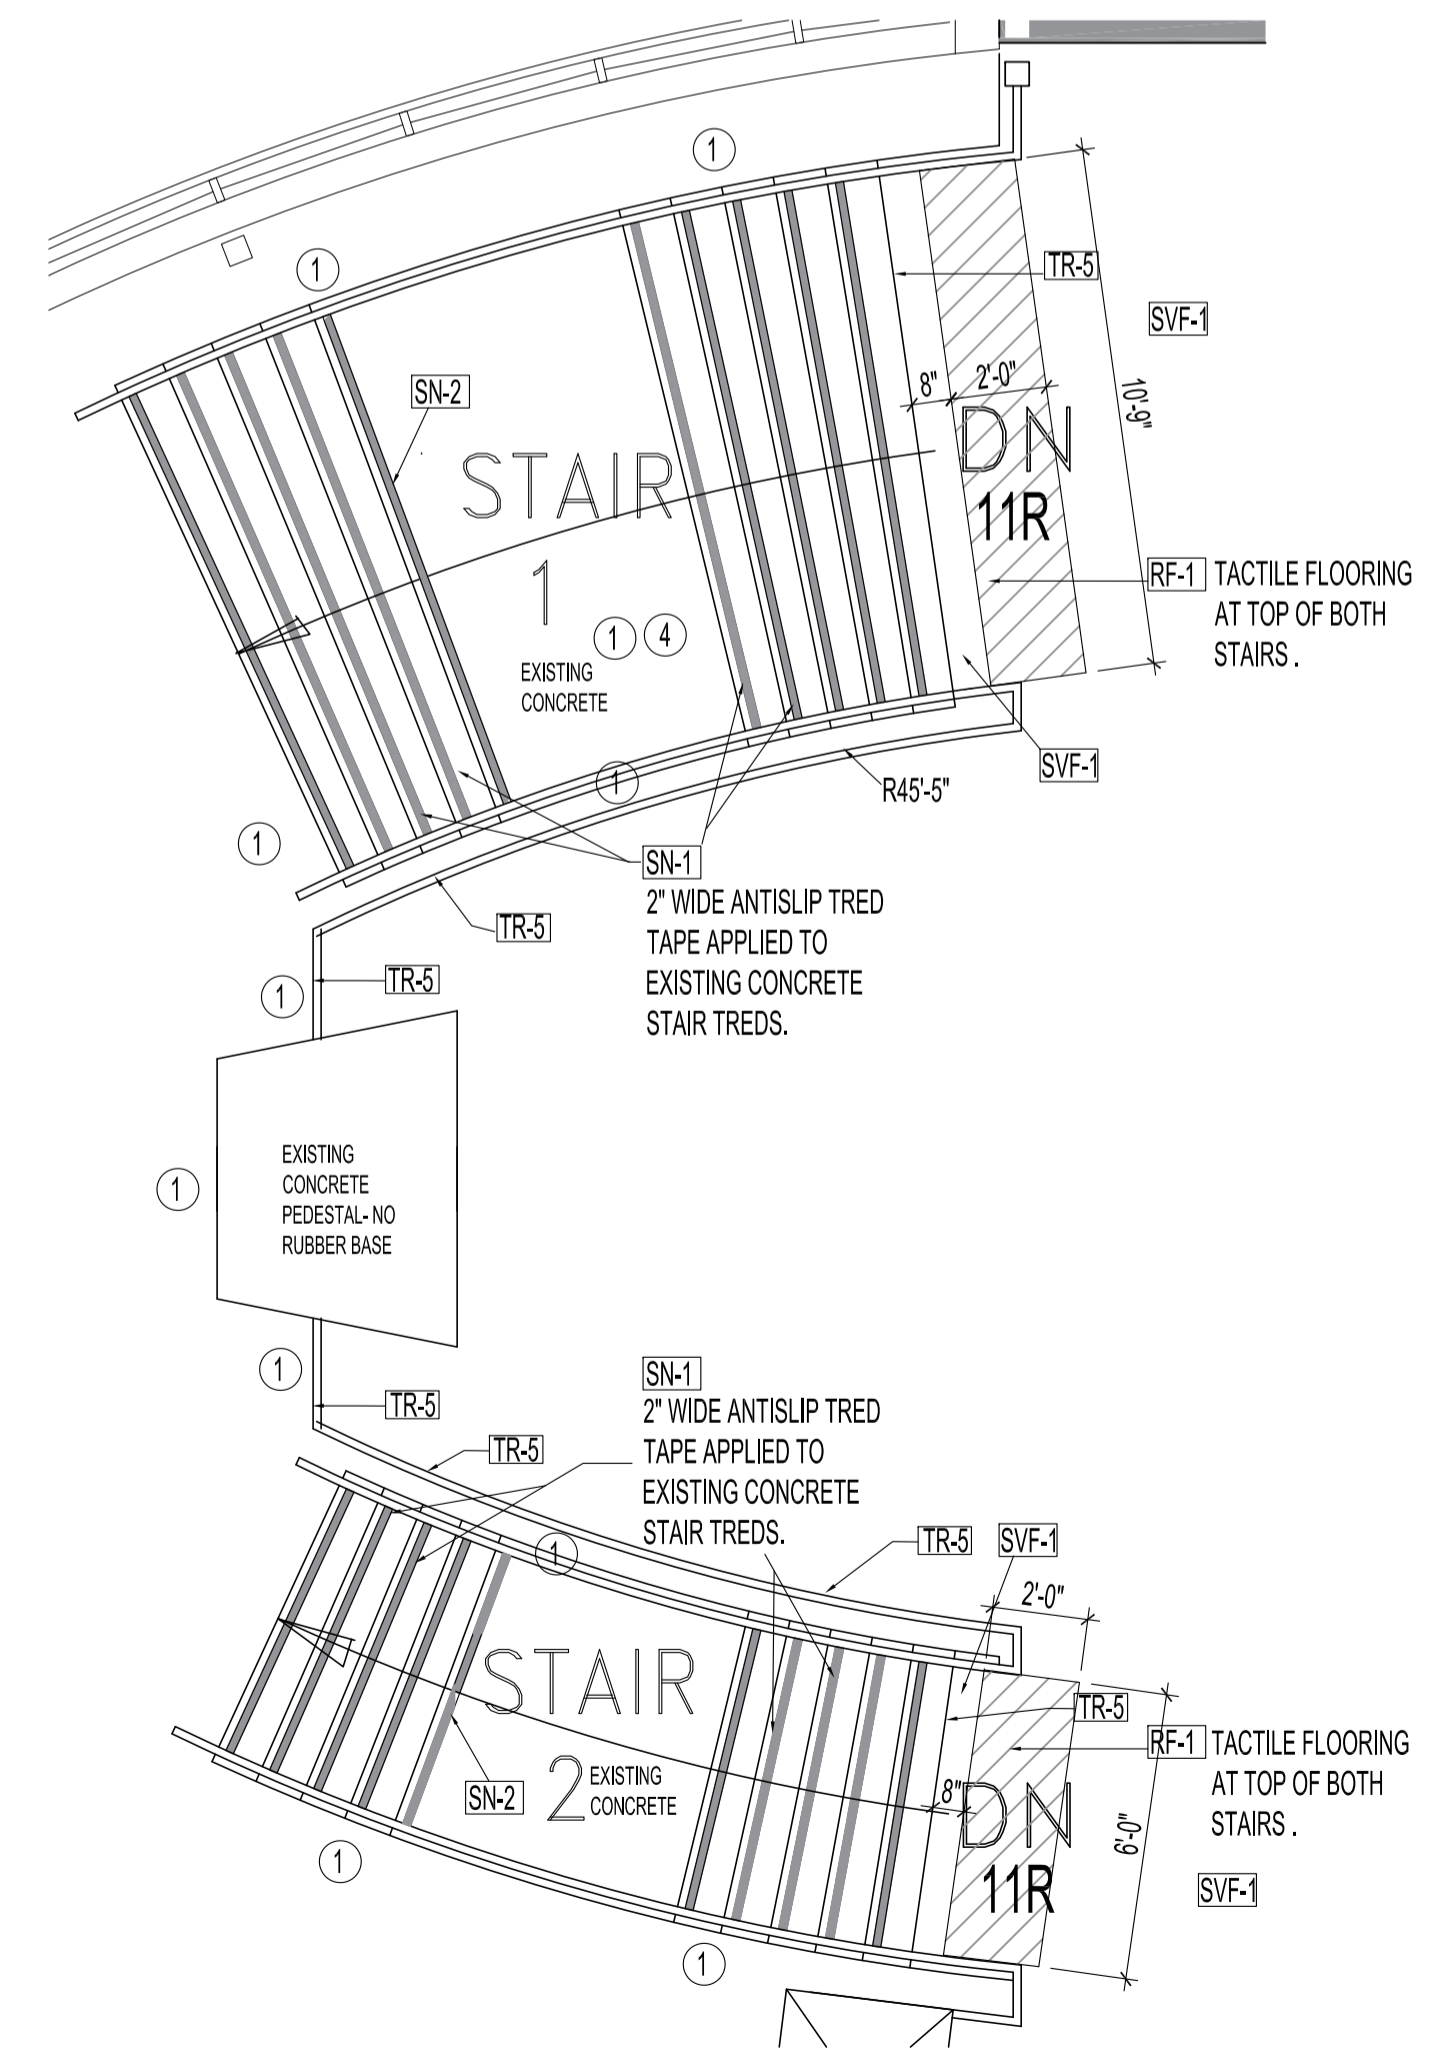 1
1
TR-5
SVF-1
SN-2
8"
2'-0"
10'-9"
STAIR
1
DN
11R
RF-1 TACTILE FLOORING
AT TOP OF BOTH
STAIRS .
1 4
EXISTING
CONCRETE
SVF-1
1
R45'-5"
1
SN-1
2" WIDE ANTISLIP TRED
TAPE APPLIED TO
EXISTING CONCRETE
STAIR TREDS.
TR-5
TR-5
1
EXISTING
CONCRETE
PEDESTAL- NO
RUBBER BASE
1
1
TR-5
SN-1
2" WIDE ANTISLIP TRED
TAPE APPLIED TO
EXISTING CONCRETE
STAIR TREDS.
TR-5
TR-5
SVF-1
1
2'-0"
STAIR
2
EXISTING
CONCRETE
SN-2
TR-5
RF-1 TACTILE FLOORING
AT TOP OF BOTH
STAIRS .
8"
DN
11R
6'-0"
1
SVF-1
1